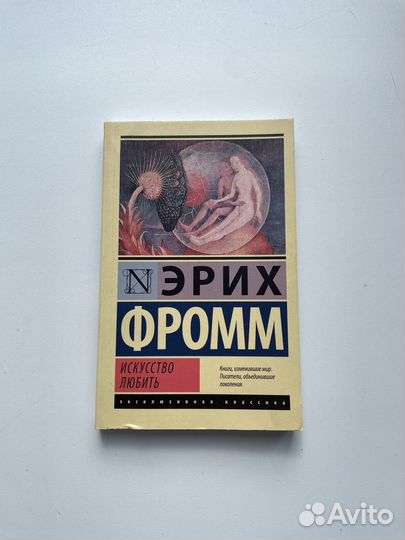 N ЭРИХ
ФРОММ
ИСКУССТВО
ЛЮБИТЬ
Книги, изменившие мир.
Писатели, объединившие
поколения.
ЭКСКЛЮЗИВНАЯ КЛАССИКА
Avito